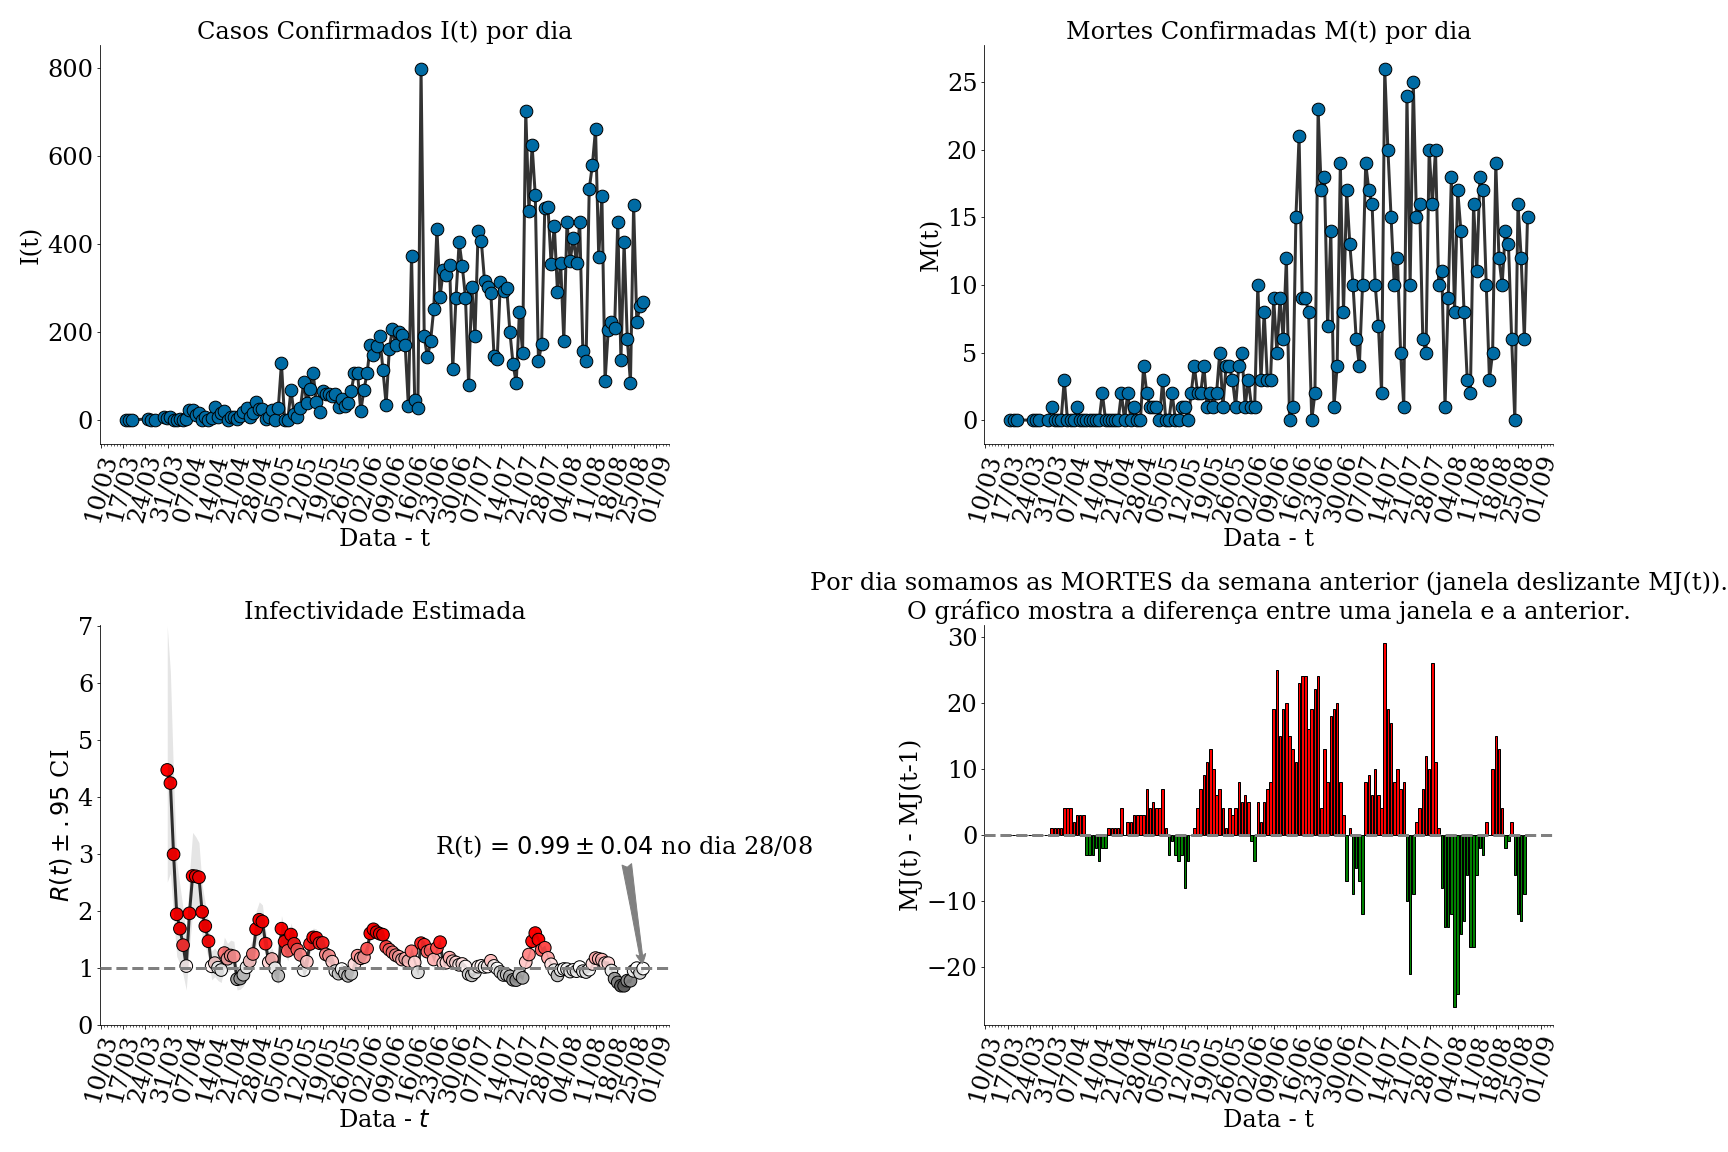 Casos Confirmados I(t) por dia
I(t)
800
600
400
200
0
10/03 17/03 24/03 31/03 07/04 14/04 21/04 28/04 05/05 12/05 19/05 26/05 02/06 09/06 16/06 23/06 30/06 07/07 14/07 21/07 28/07 04/08 11/08 18/08 25/08 01/09
Data - t
Mortes Confirmadas M(t) por dia
M(t)
25
20
15
10
5
0
10/03 17/03 24/03 31/03 07/04 14/04 21/04 28/04 05/05 12/05 19/05 26/05 02/06 09/06 16/06 23/06 30/06 07/07 14/07 21/07 28/07 04/08 11/08 18/08 25/08 01/09
Data - t
Infectividade Estimada
R(t) ± .95 CI
7
6
5
4
3
2
1
0
R(t) = 0.99 ± 0.04 no dia 28/08
10/03 17/03 24/03 31/03 07/04 14/04 21/04 28/04 05/05 12/05 19/05 26/05 02/06 09/06 16/06 23/06 30/06 07/07 14/07 21/07 28/07 04/08 11/08 18/08 25/08 01/09
Data - t
Por dia somamos as MORTES da semana anterior (janela deslizante MJ(t)).
O gráfico mostra a diferença entre uma janela e a anterior.
MJ(t) - MJ(t-1)
30
20
10
0
−10
−20
10/03 17/03 24/03 31/03 07/04 14/04 21/04 28/04 05/05 12/05 19/05 26/05 02/06 09/06 16/06 23/06 30/06 07/07 14/07 21/07 28/07 04/08 11/08 18/08 25/08 01/09
Data - t